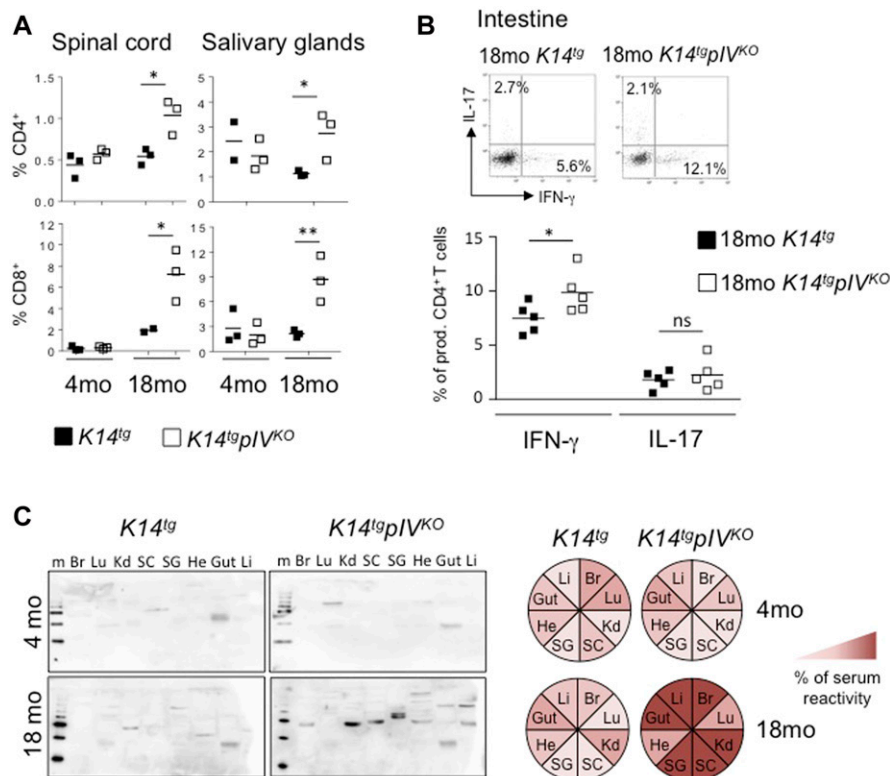 A
Spinal cord Salivary glands
% CD4⁺
1.5
1.0
0.5
0.0
*
5
4
3
2
1
0
*
% CD8⁺
12
10
8
6
4
2
0
*
15
12
9
6
3
0
**
4mo 18mo 4mo 18mo
K14ᵗᵍ K14ᵗᵍpIVᴷᴼ
B
Intestine
18mo K14ᵗᵍ 18mo K14ᵗᵍpIVᴷᴼ
IL-17
2.7% 2.1%
5.6% 12.1%
IFN-γ
% of prod. CD4⁺T cells
15
10
5
0
*
ns
18mo K14ᵗᵍ
18mo K14ᵗᵍpIVᴷᴼ
IFN-γ IL-17
C
K14ᵗᵍ K14ᵗᵍpIVᴷᴼ
m Br Lu Kd SC SG He Gut Li
m Br Lu Kd SC SG He Gut Li
4 mo
18 mo
K14ᵗᵍ K14ᵗᵍpIVᴷᴼ
Li Br Lu Kd SC SG He Gut
Li Br Lu Kd SC SG He Gut
4mo
Li Br Lu Kd SC SG He Gut
Li Br Lu Kd SC SG He Gut
18mo
% of serum
reactivity